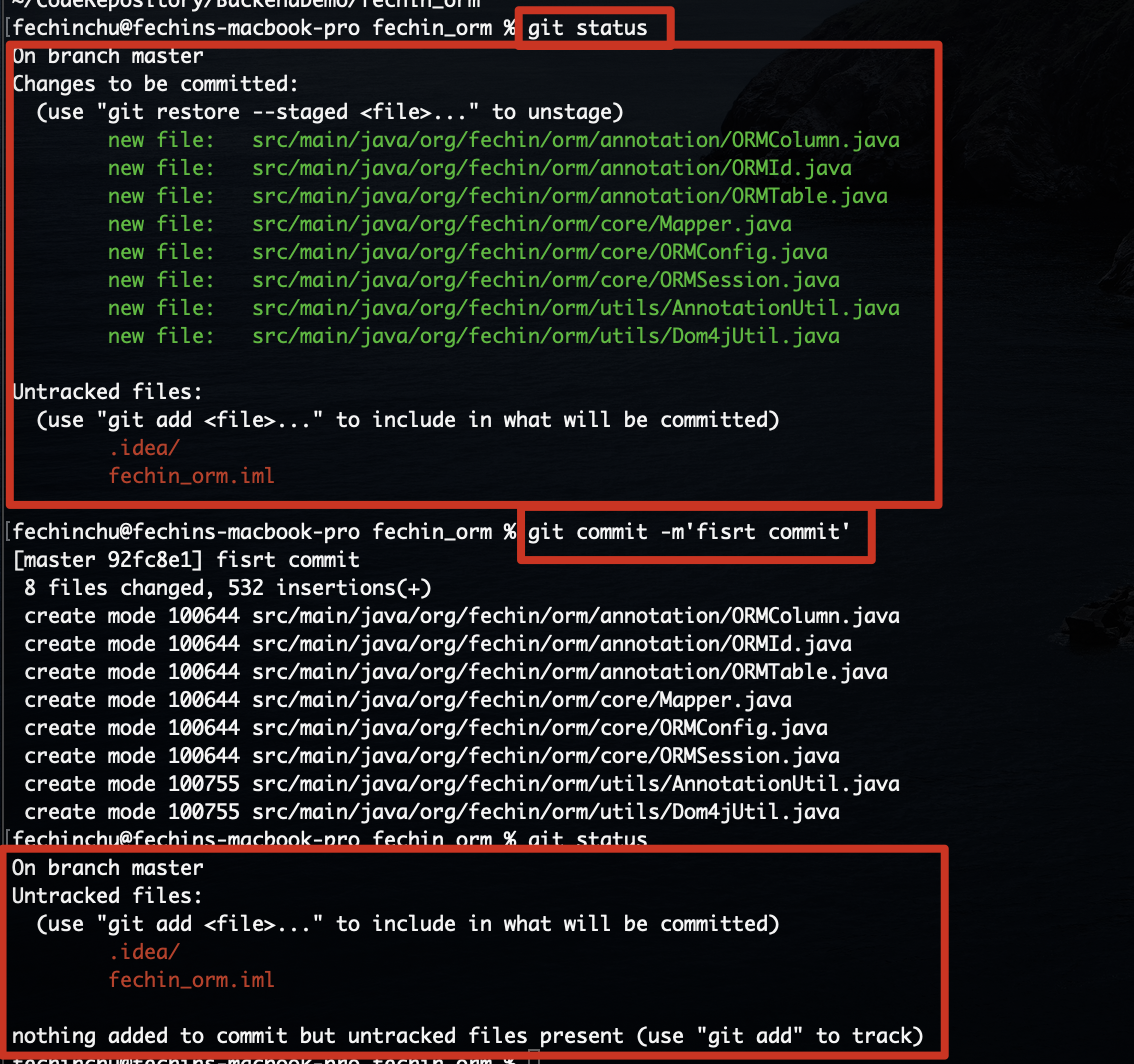 ~/CodeRepository/BackendDemo/fechin_orm
[fechinchu@fechins-macbook-pro fechin_orm % git status
On branch master
Changes to be committed:
  (use "git restore --staged <file>..." to unstage)
        new file:   src/main/java/org/fechin/orm/annotation/ORMColumn.java
        new file:   src/main/java/org/fechin/orm/annotation/ORMId.java
        new file:   src/main/java/org/fechin/orm/annotation/ORMTable.java
        new file:   src/main/java/org/fechin/orm/core/Mapper.java
        new file:   src/main/java/org/fechin/orm/core/ORMConfig.java
        new file:   src/main/java/org/fechin/orm/core/ORMSession.java
        new file:   src/main/java/org/fechin/orm/utils/AnnotationUtil.java
        new file:   src/main/java/org/fechin/orm/utils/Dom4jUtil.java
Untracked files:
  (use "git add <file>..." to include in what will be committed)
        .idea/
        fechin_orm.iml
[fechinchu@fechins-macbook-pro fechin_orm % git commit -m'fisrt commit'
[master 92fc8e1] fisrt commit
 8 files changed, 532 insertions(+)
 create mode 100644 src/main/java/org/fechin/orm/annotation/ORMColumn.java
 create mode 100644 src/main/java/org/fechin/orm/annotation/ORMId.java
 create mode 100644 src/main/java/org/fechin/orm/annotation/ORMTable.java
 create mode 100644 src/main/java/org/fechin/orm/core/Mapper.java
 create mode 100644 src/main/java/org/fechin/orm/core/ORMConfig.java
 create mode 100644 src/main/java/org/fechin/orm/core/ORMSession.java
 create mode 100755 src/main/java/org/fechin/orm/utils/AnnotationUtil.java
 create mode 100755 src/main/java/org/fechin/orm/utils/Dom4jUtil.java
[fechinchu@fechins-macbook-pro fechin_orm % git status
On branch master
Untracked files:
  (use "git add <file>..." to include in what will be committed)
        .idea/
        fechin_orm.iml
nothing added to commit but untracked files present (use "git add" to track)
fechinchu@fechins-macbook-pro fechin_orm %